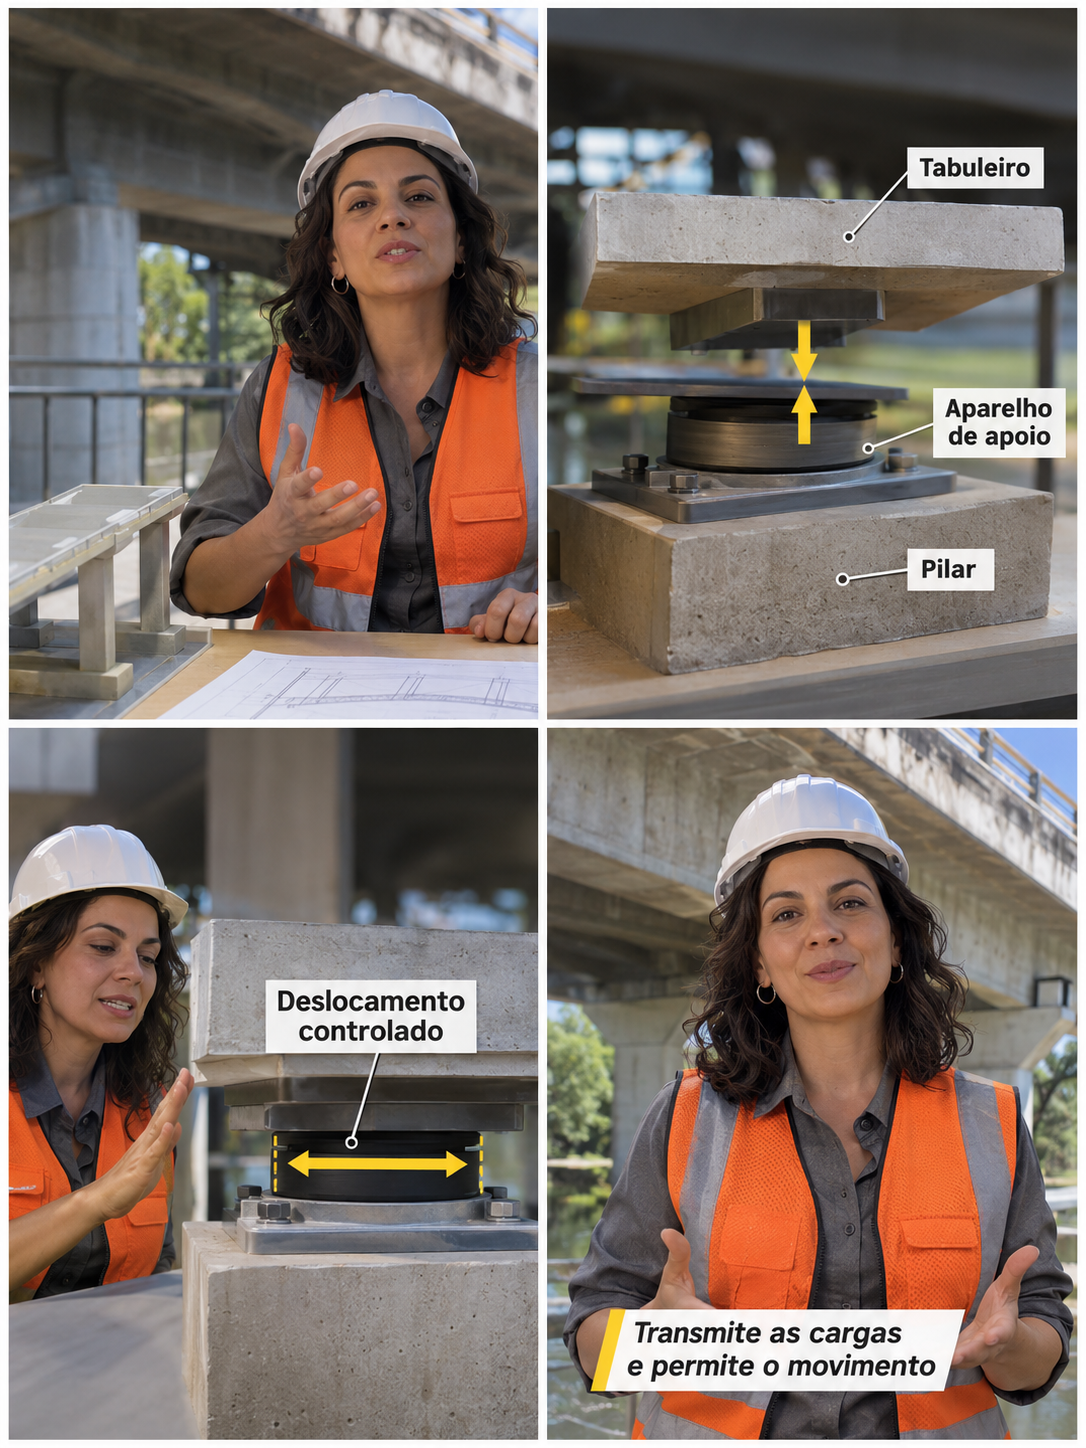 Tabuleiro
Aparelho
de apoio
Pilar
Deslocamento
controlado
Transmite as cargas
e permite o movimento